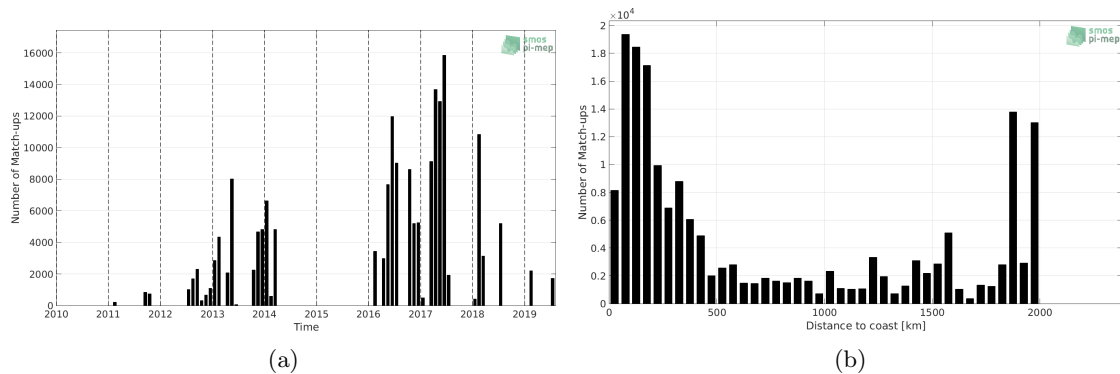 smos
pi-mep
Number of Match-ups
16000
14000
12000
10000
8000
6000
4000
2000
0
2010 2011 2012 2013 2014 2015 2016 2017 2018 2019
Time
(a)
×10⁴
smos
pi-mep
Number of Match-ups
2
1.8
1.6
1.4
1.2
1
0.8
0.6
0.4
0.2
0
0 500 1000 1500 2000
Distance to coast [km]
(b)